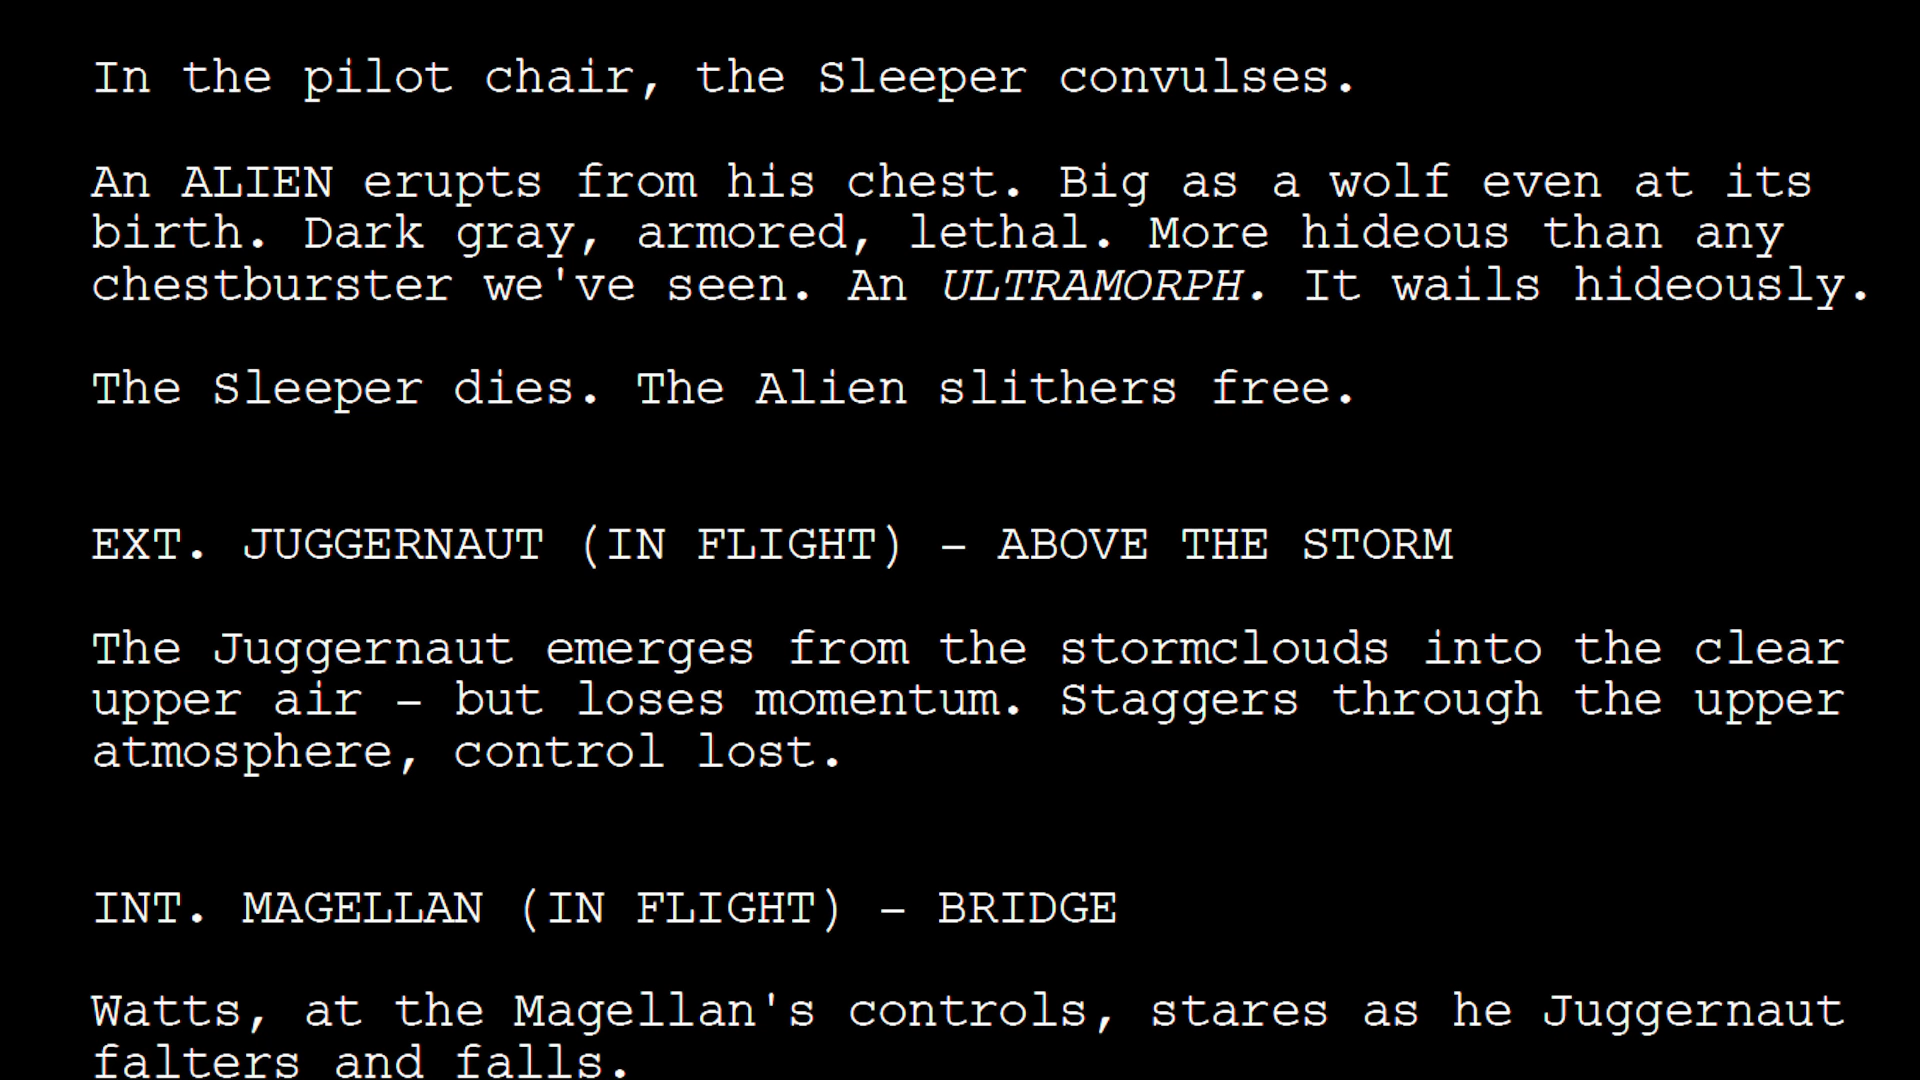 In the pilot chair, the Sleeper convulses.
An ALIEN erupts from his chest. Big as a wolf even at its
birth. Dark gray, armored, lethal. More hideous than any
chestburster we've seen. An ULTRAMORPH. It wails hideously.
The Sleeper dies. The Alien slithers free.
EXT. JUGGERNAUT (IN FLIGHT) – ABOVE THE STORM
The Juggernaut emerges from the stormclouds into the clear
upper air – but loses momentum. Staggers through the upper
atmosphere, control lost.
INT. MAGELLAN (IN FLIGHT) – BRIDGE
Watts, at the Magellan's controls, stares as he Juggernaut
falters and falls.